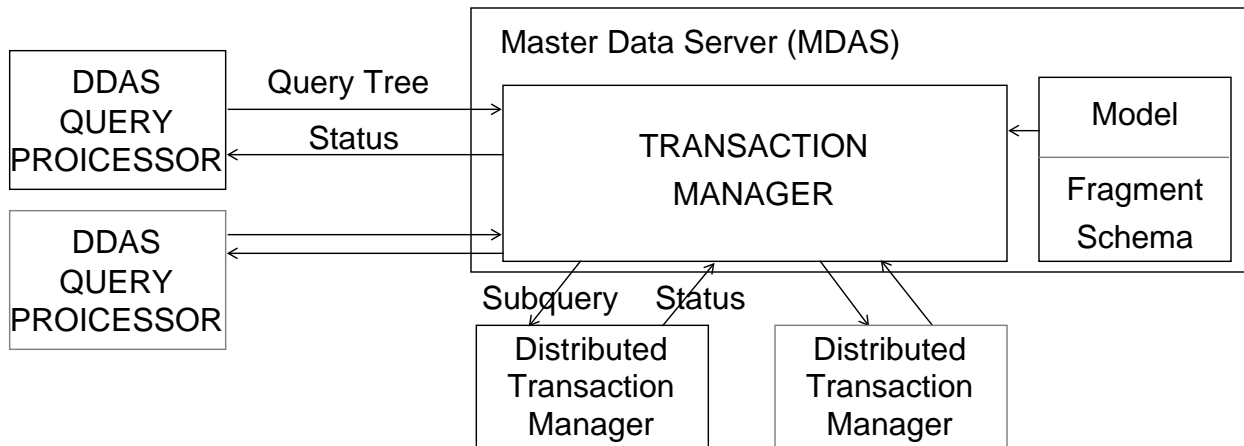 Master Data Server (MDAS)
DDAS
QUERY
PROICESSOR
Query Tree
Status
TRANSACTION
MANAGER
Model
Fragment
Schema
DDAS
QUERY
PROICESSOR
Subquery
Status
Distributed
Transaction
Manager
Distributed
Transaction
Manager